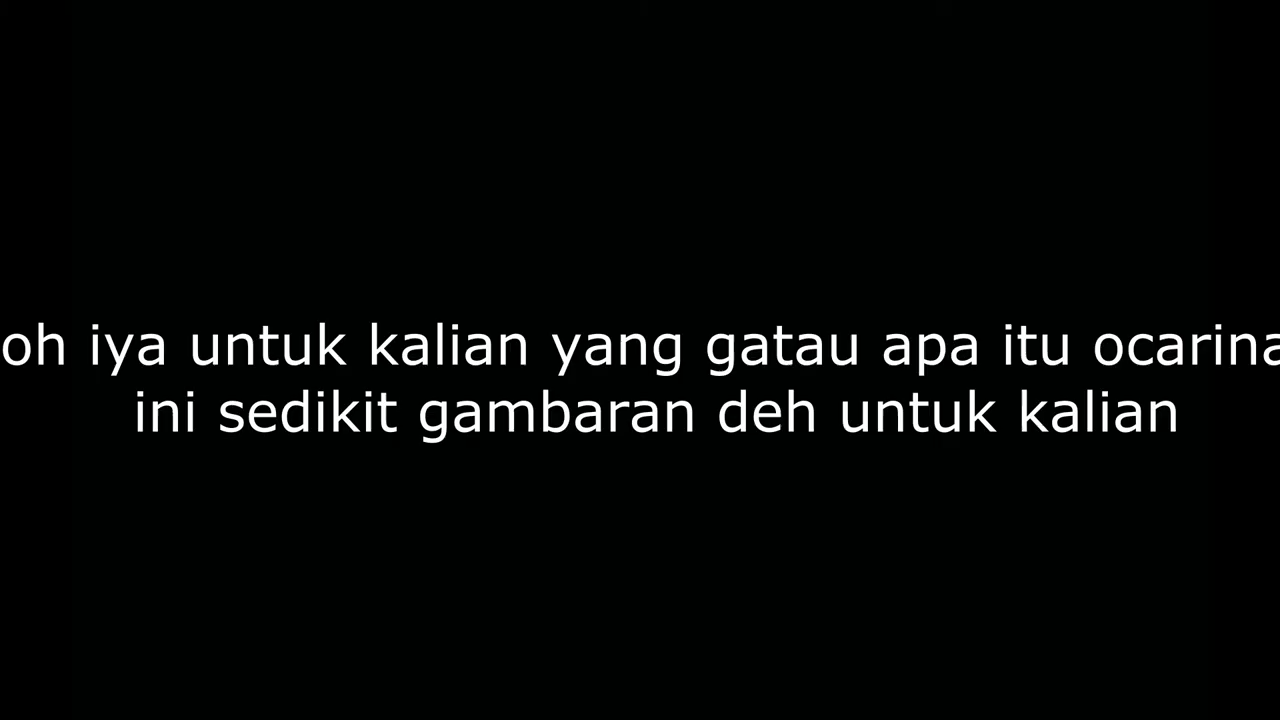 oh iya untuk kalian yang gatau apa itu ocarina
ini sedikit gambaran deh untuk kalian